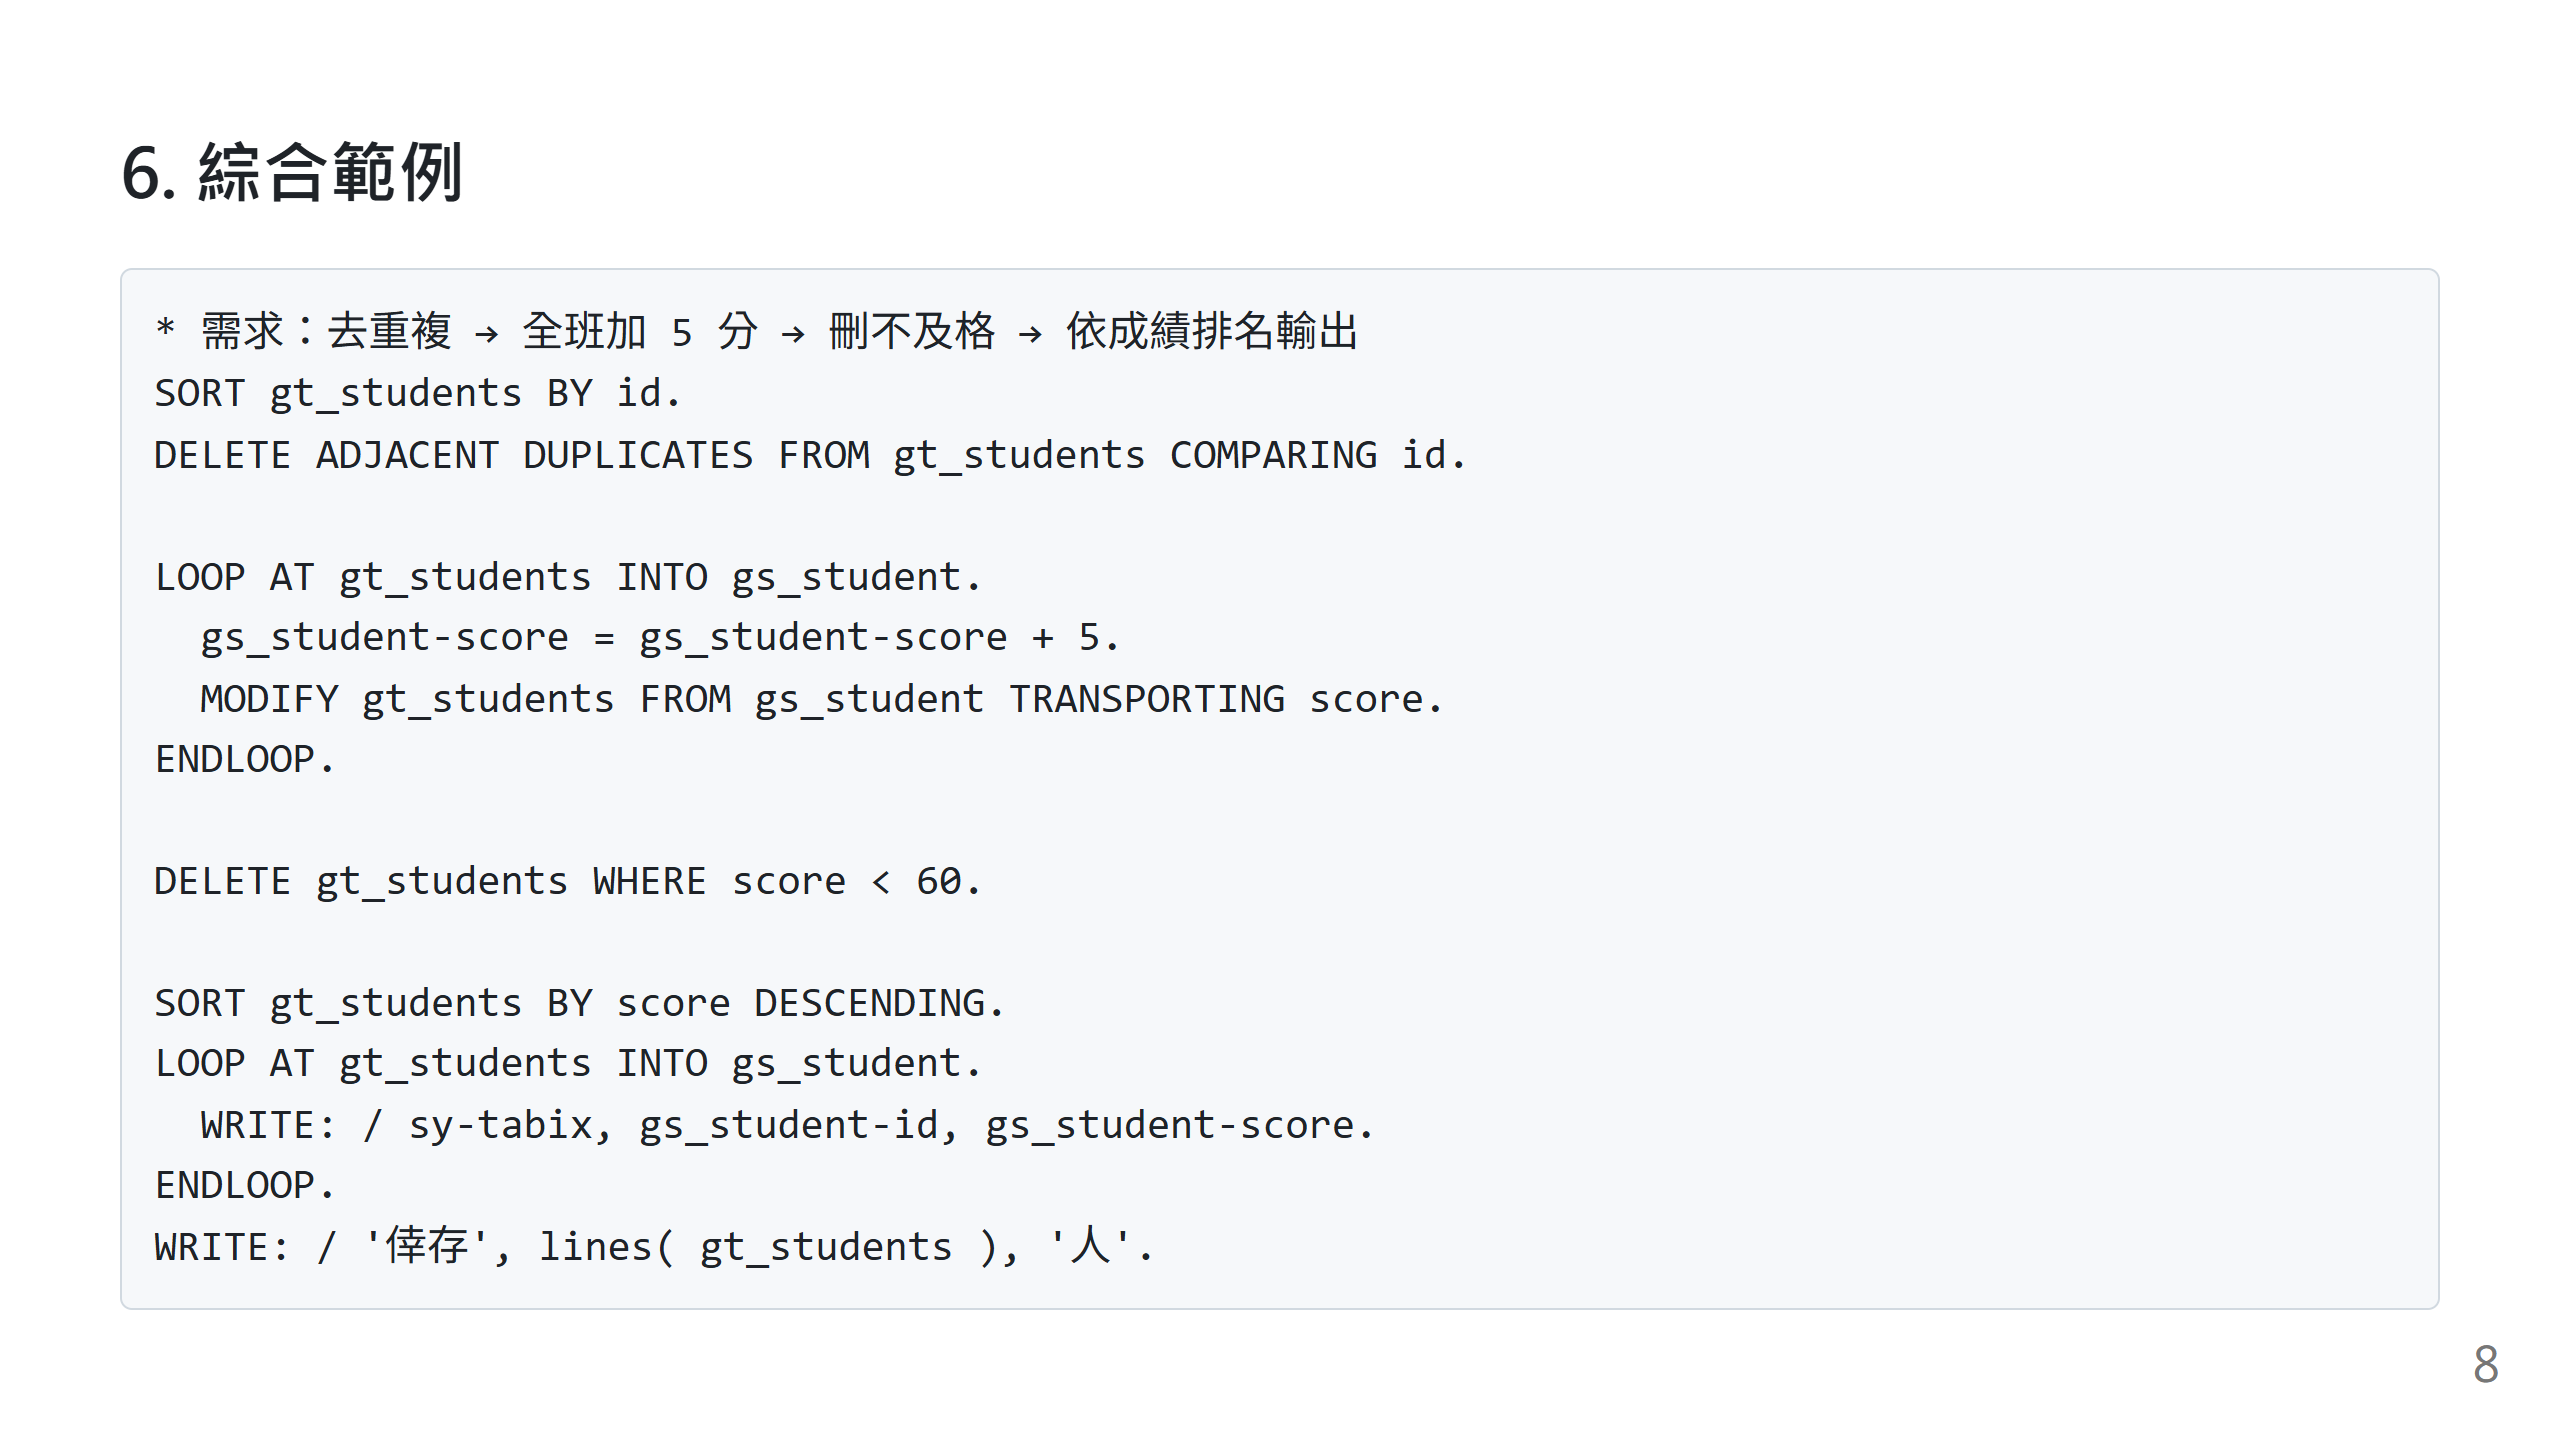 6. 綜合範例
* 需求：去重複 → 全班加 5 分 → 刪不及格 → 依成績排名輸出
SORT gt_students BY id.
DELETE ADJACENT DUPLICATES FROM gt_students COMPARING id.
LOOP AT gt_students INTO gs_student.
  gs_student-score = gs_student-score + 5.
  MODIFY gt_students FROM gs_student TRANSPORTING score.
ENDLOOP.
DELETE gt_students WHERE score < 60.
SORT gt_students BY score DESCENDING.
LOOP AT gt_students INTO gs_student.
  WRITE: / sy-tabix, gs_student-id, gs_student-score.
ENDLOOP.
WRITE: / '倖存', lines( gt_students ), '人'.
8